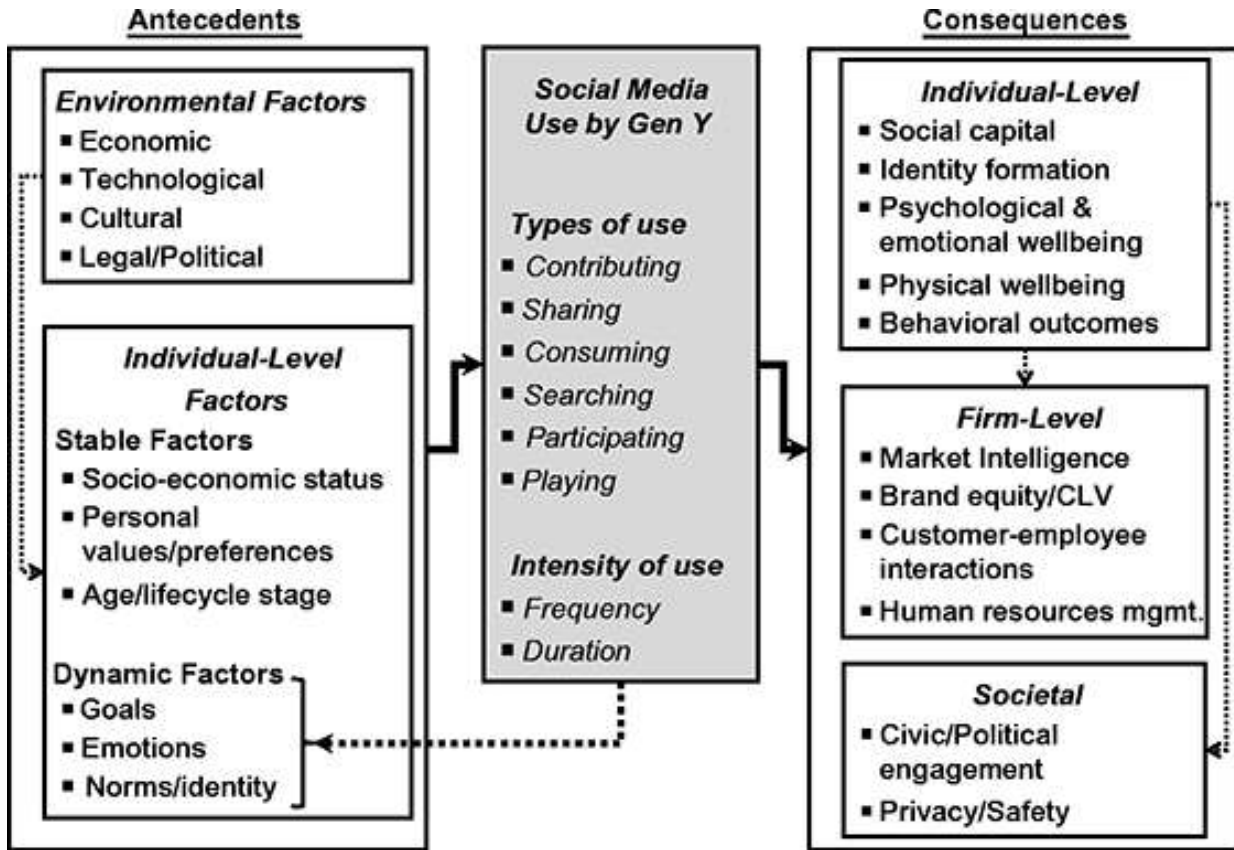 Antecedents
Environmental Factors
▪ Economic
▪ Technological
▪ Cultural
▪ Legal/Political
Individual-Level
Factors
Stable Factors
▪ Socio-economic status
▪ Personal
values/preferences
▪ Age/lifecycle stage
Dynamic Factors
▪ Goals
▪ Emotions
▪ Norms/identity
Social Media
Use by Gen Y
Types of use
▪ Contributing
▪ Sharing
▪ Consuming
▪ Searching
▪ Participating
▪ Playing
Intensity of use
▪ Frequency
▪ Duration
Consequences
Individual-Level
▪ Social capital
▪ Identity formation
▪ Psychological &
emotional wellbeing
▪ Physical wellbeing
▪ Behavioral outcomes
Firm-Level
▪ Market Intelligence
▪ Brand equity/CLV
▪ Customer-employee
interactions
▪ Human resources mgmt.
Societal
▪ Civic/Political
engagement
▪ Privacy/Safety